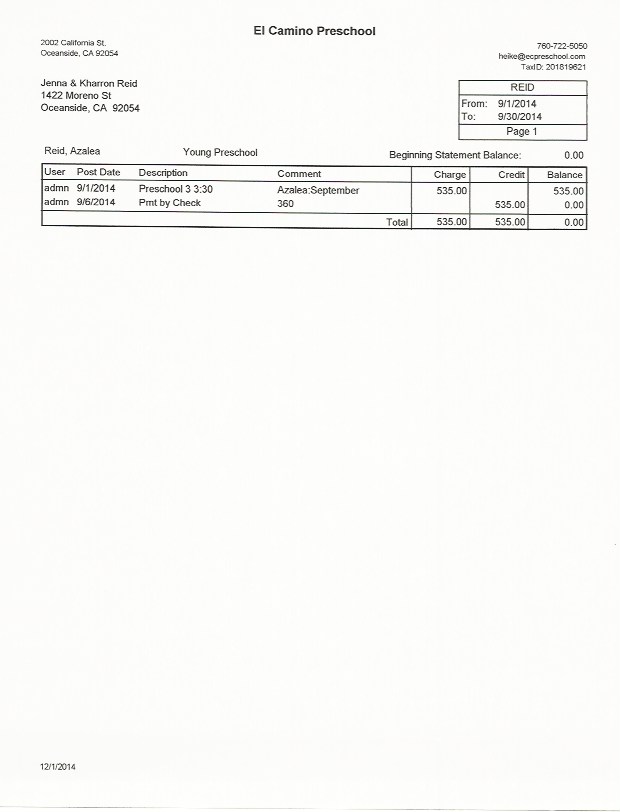 El Camino Preschool
2002 California St.
Oceanside, CA 92054
760-722-5050
heike@ecpreschool.com
TaxID: 201819621
Jenna & Kharron Reid
1422 Moreno St
Oceanside, CA 92054
REID
From: 9/1/2014
To: 9/30/2014
Page 1
Reid, Azalea Young Preschool Beginning Statement Balance: 0.00
User Post Date Description Comment Charge Credit Balance
admn 9/1/2014 Preschool 3 3:30 Azalea:September 535.00 535.00
admn 9/6/2014 Pmt by Check 360 535.00 0.00
Total 535.00 535.00 0.00
12/1/2014